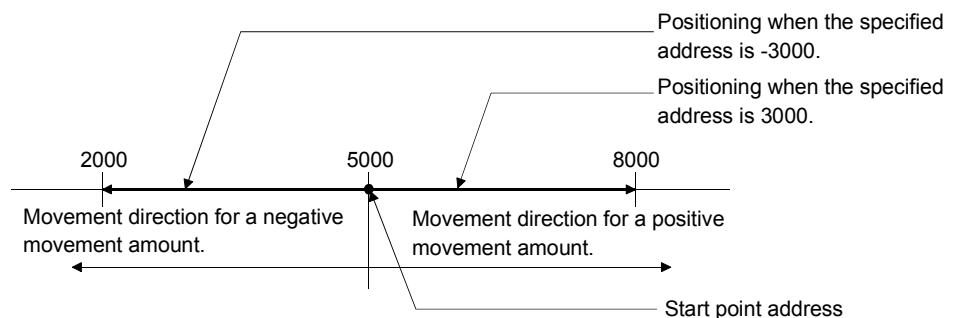 Positioning when the specified
address is -3000.
Positioning when the specified
address is 3000.
2000
5000
8000
Movement direction for a negative
movement amount.
Movement direction for a positive
movement amount.
Start point address